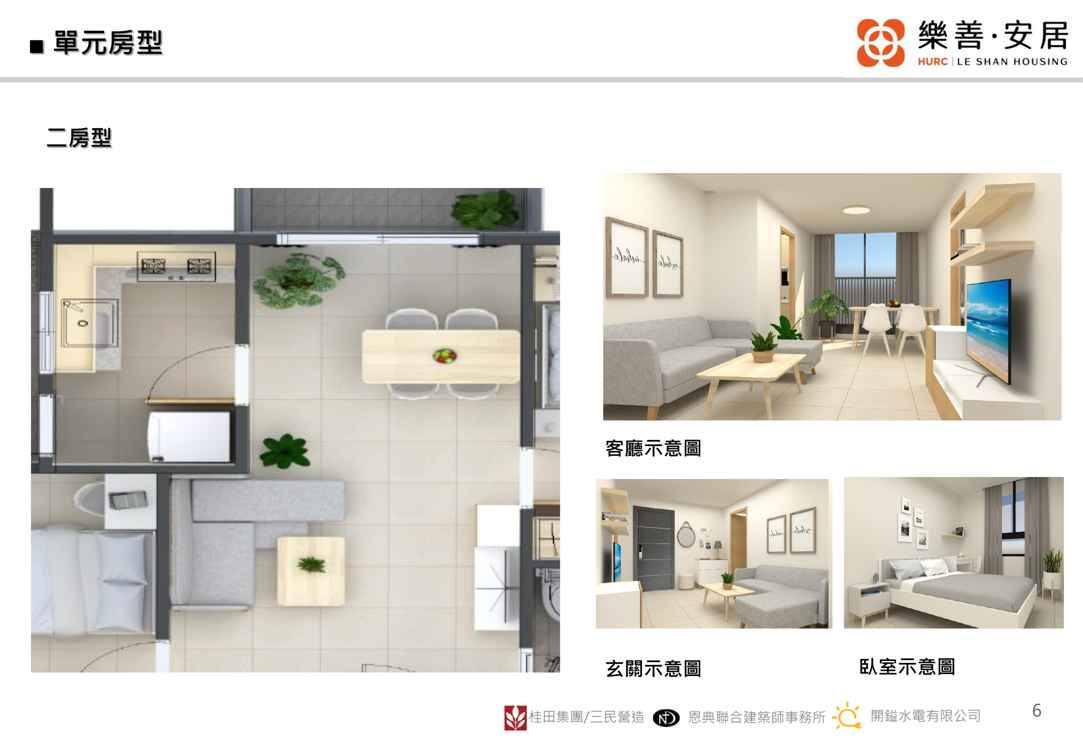 ■ 單元房型
樂善·安居
HURC | LE SHAN HOUSING
二房型
客廳示意圖
玄關示意圖
臥室示意圖
桂田集團/三民營造 恩典聯合建築師事務所 開鎰水電有限公司
6